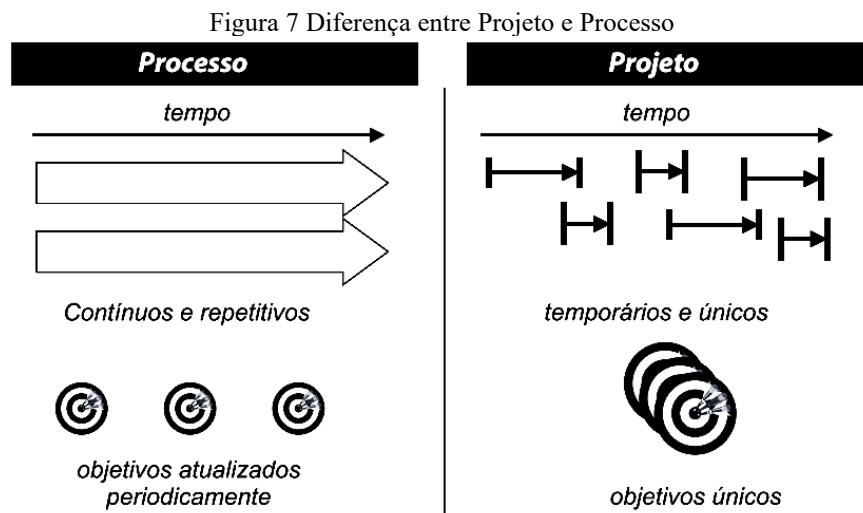 Figura 7 Diferença entre Projeto e Processo
Processo
tempo
Contínuos e repetitivos
objetivos atualizados
periodicamente
Projeto
tempo
temporários e únicos
objetivos únicos